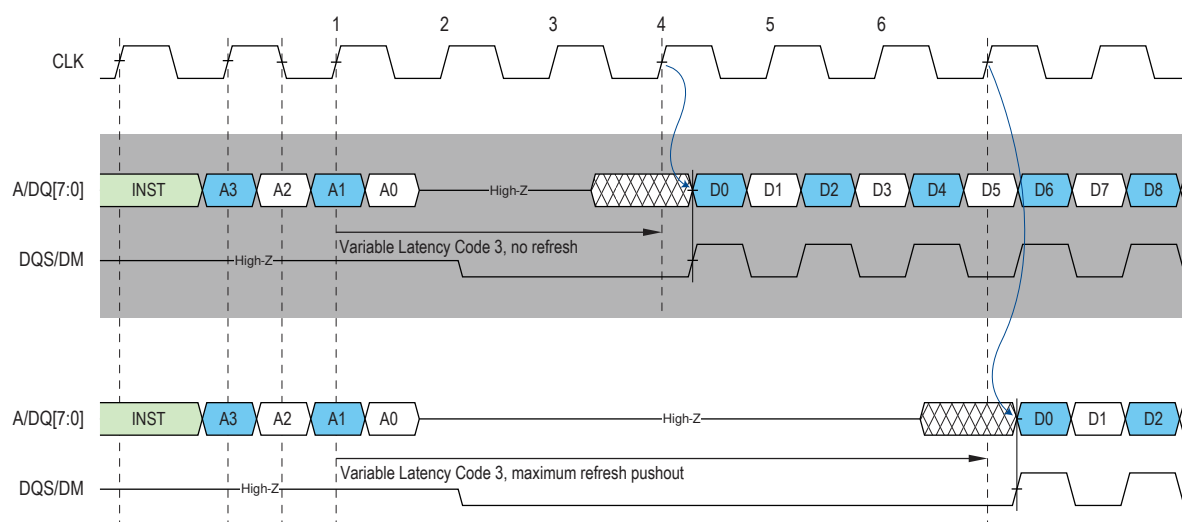 1 2 3 4 5 6
CLK
A/DQ[7:0] INST A3 A2 A1 A0 High-Z D0 D1 D2 D3 D4 D5 D6 D7 D8
Variable Latency Code 3, no refresh
DQS/DM High-Z
A/DQ[7:0] INST A3 A2 A1 A0 High-Z D0 D1 D2
Variable Latency Code 3, maximum refresh pushout
DQS/DM High-Z